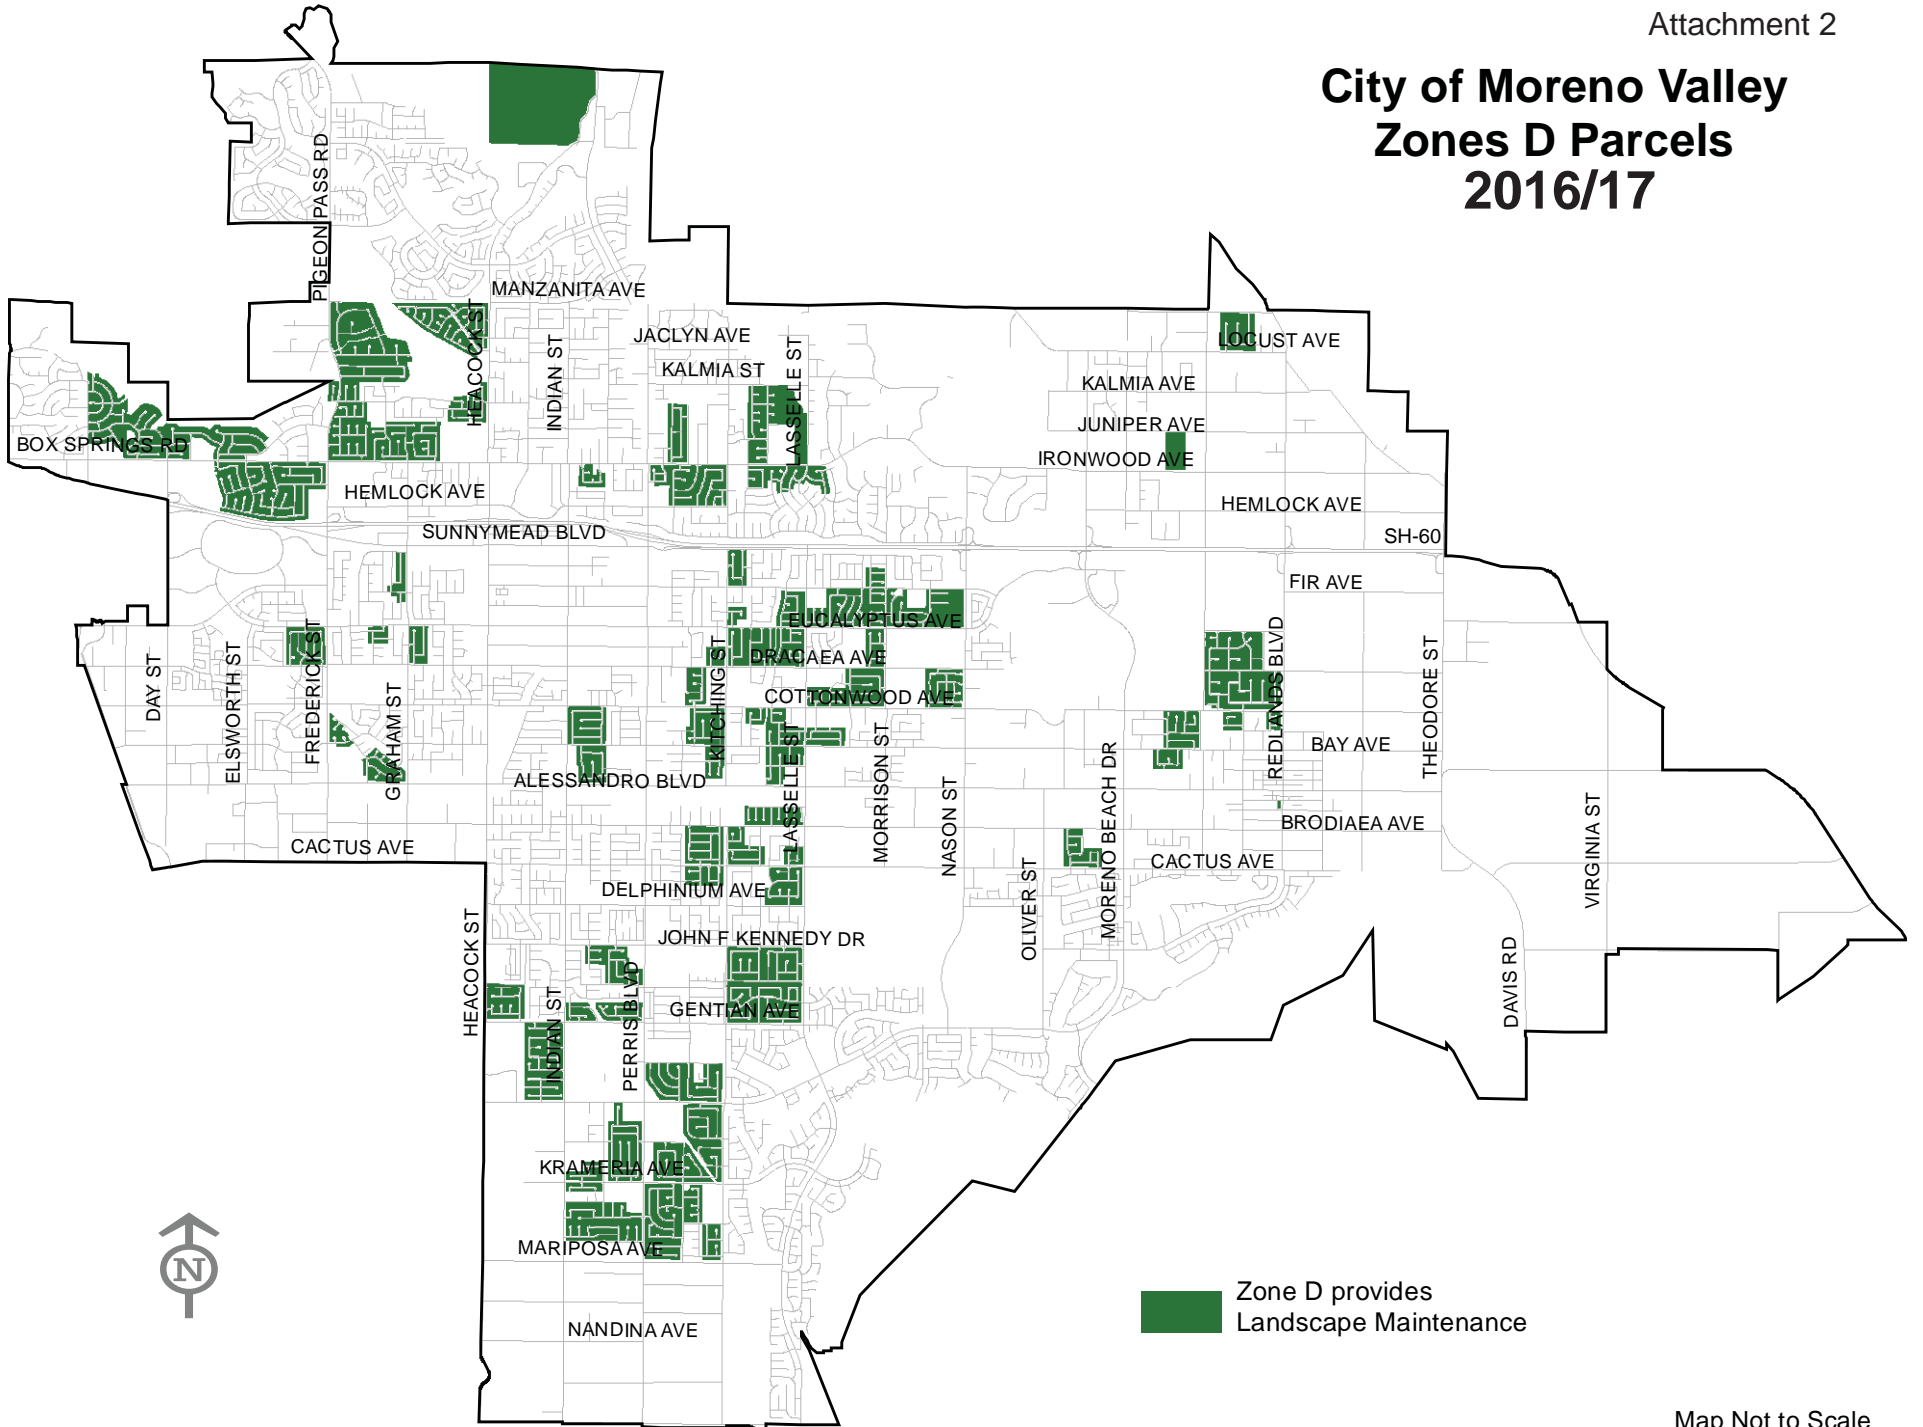 Attachment 2
City of Moreno Valley
Zones D Parcels
2016/17
PIGEON PASS RD
MANZANITA AVE
HEACOCK ST
INDIAN ST
JACLYN AVE
KALMIA ST
LASSELLE ST
LOCUST AVE
KALMIA AVE
JUNIPER AVE
IRONWOOD AVE
BOX SPRINGS RD
HEMLOCK AVE
HEMLOCK AVE
SUNNYMEAD BLVD
SH-60
FIR AVE
EUCALYPTUS AVE
DRACAEA AVE
COTTONWOOD AVE
DAY ST
ELSWORTH ST
FREDERICK ST
GRAHAM ST
KITCHING ST
LASSELLE ST
MORRISON ST
NASON ST
MORENO BEACH DR
REDLANDS BLVD
THEODORE ST
BAY AVE
ALESSANDRO BLVD
BRODIAEA AVE
CACTUS AVE
CACTUS AVE
VIRGINIA ST
DELPHINIUM AVE
OLIVER ST
JOHN F KENNEDY DR
HEACOCK ST
INDIAN ST
PERRIS BLVD
GENTIAN AVE
DAVIS RD
KRAMERIA AVE
MARIPOSA AVE
N
NANDINA AVE
Zone D provides
Landscape Maintenance
Map Not to Scale